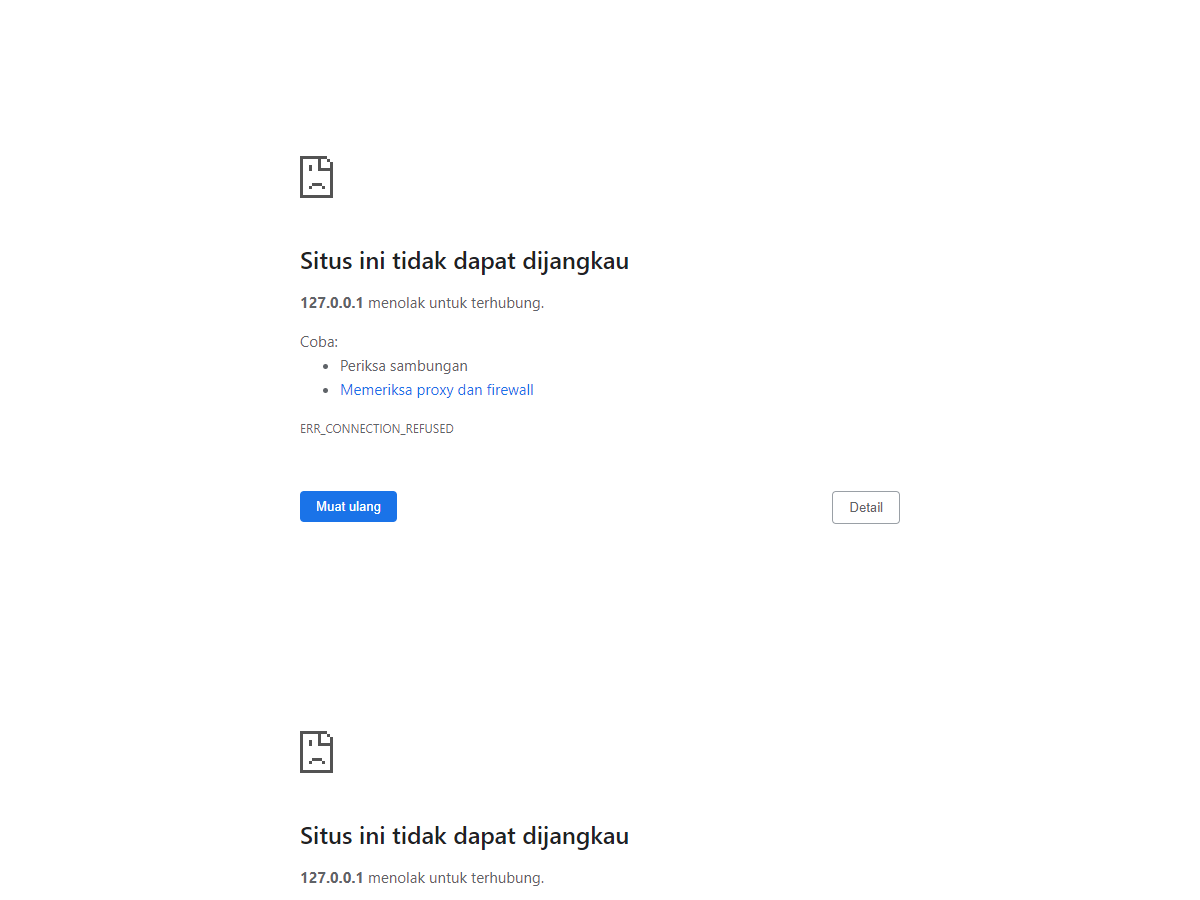 Situs ini tidak dapat dijangkau
127.0.0.1 menolak untuk terhubung.
Coba:
Periksa sambungan
Memeriksa proxy dan firewall
ERR_CONNECTION_REFUSED
Muat ulang
Detail
Situs ini tidak dapat dijangkau
127.0.0.1 menolak untuk terhubung.